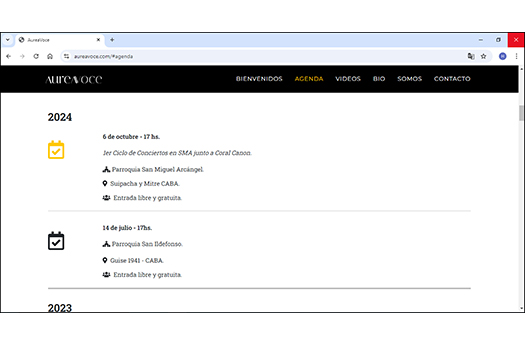 AureaVoce
aureavoce.com/#agenda
AUREAVOCE
BIENVENIDOS AGENDA VIDEOS BIO SOMOS CONTACTO
2024
6 de octubre - 17 hs.
1er Ciclo de Conciertos en SMA junto a Coral Canon.
Parroquia San Miguel Arcángel.
Suipacha y Mitre CABA.
Entrada libre y gratuita.
14 de julio - 17hs.
Parroquia San Ildefonso.
Guise 1941 - CABA.
Entrada libre y gratuita.
2023